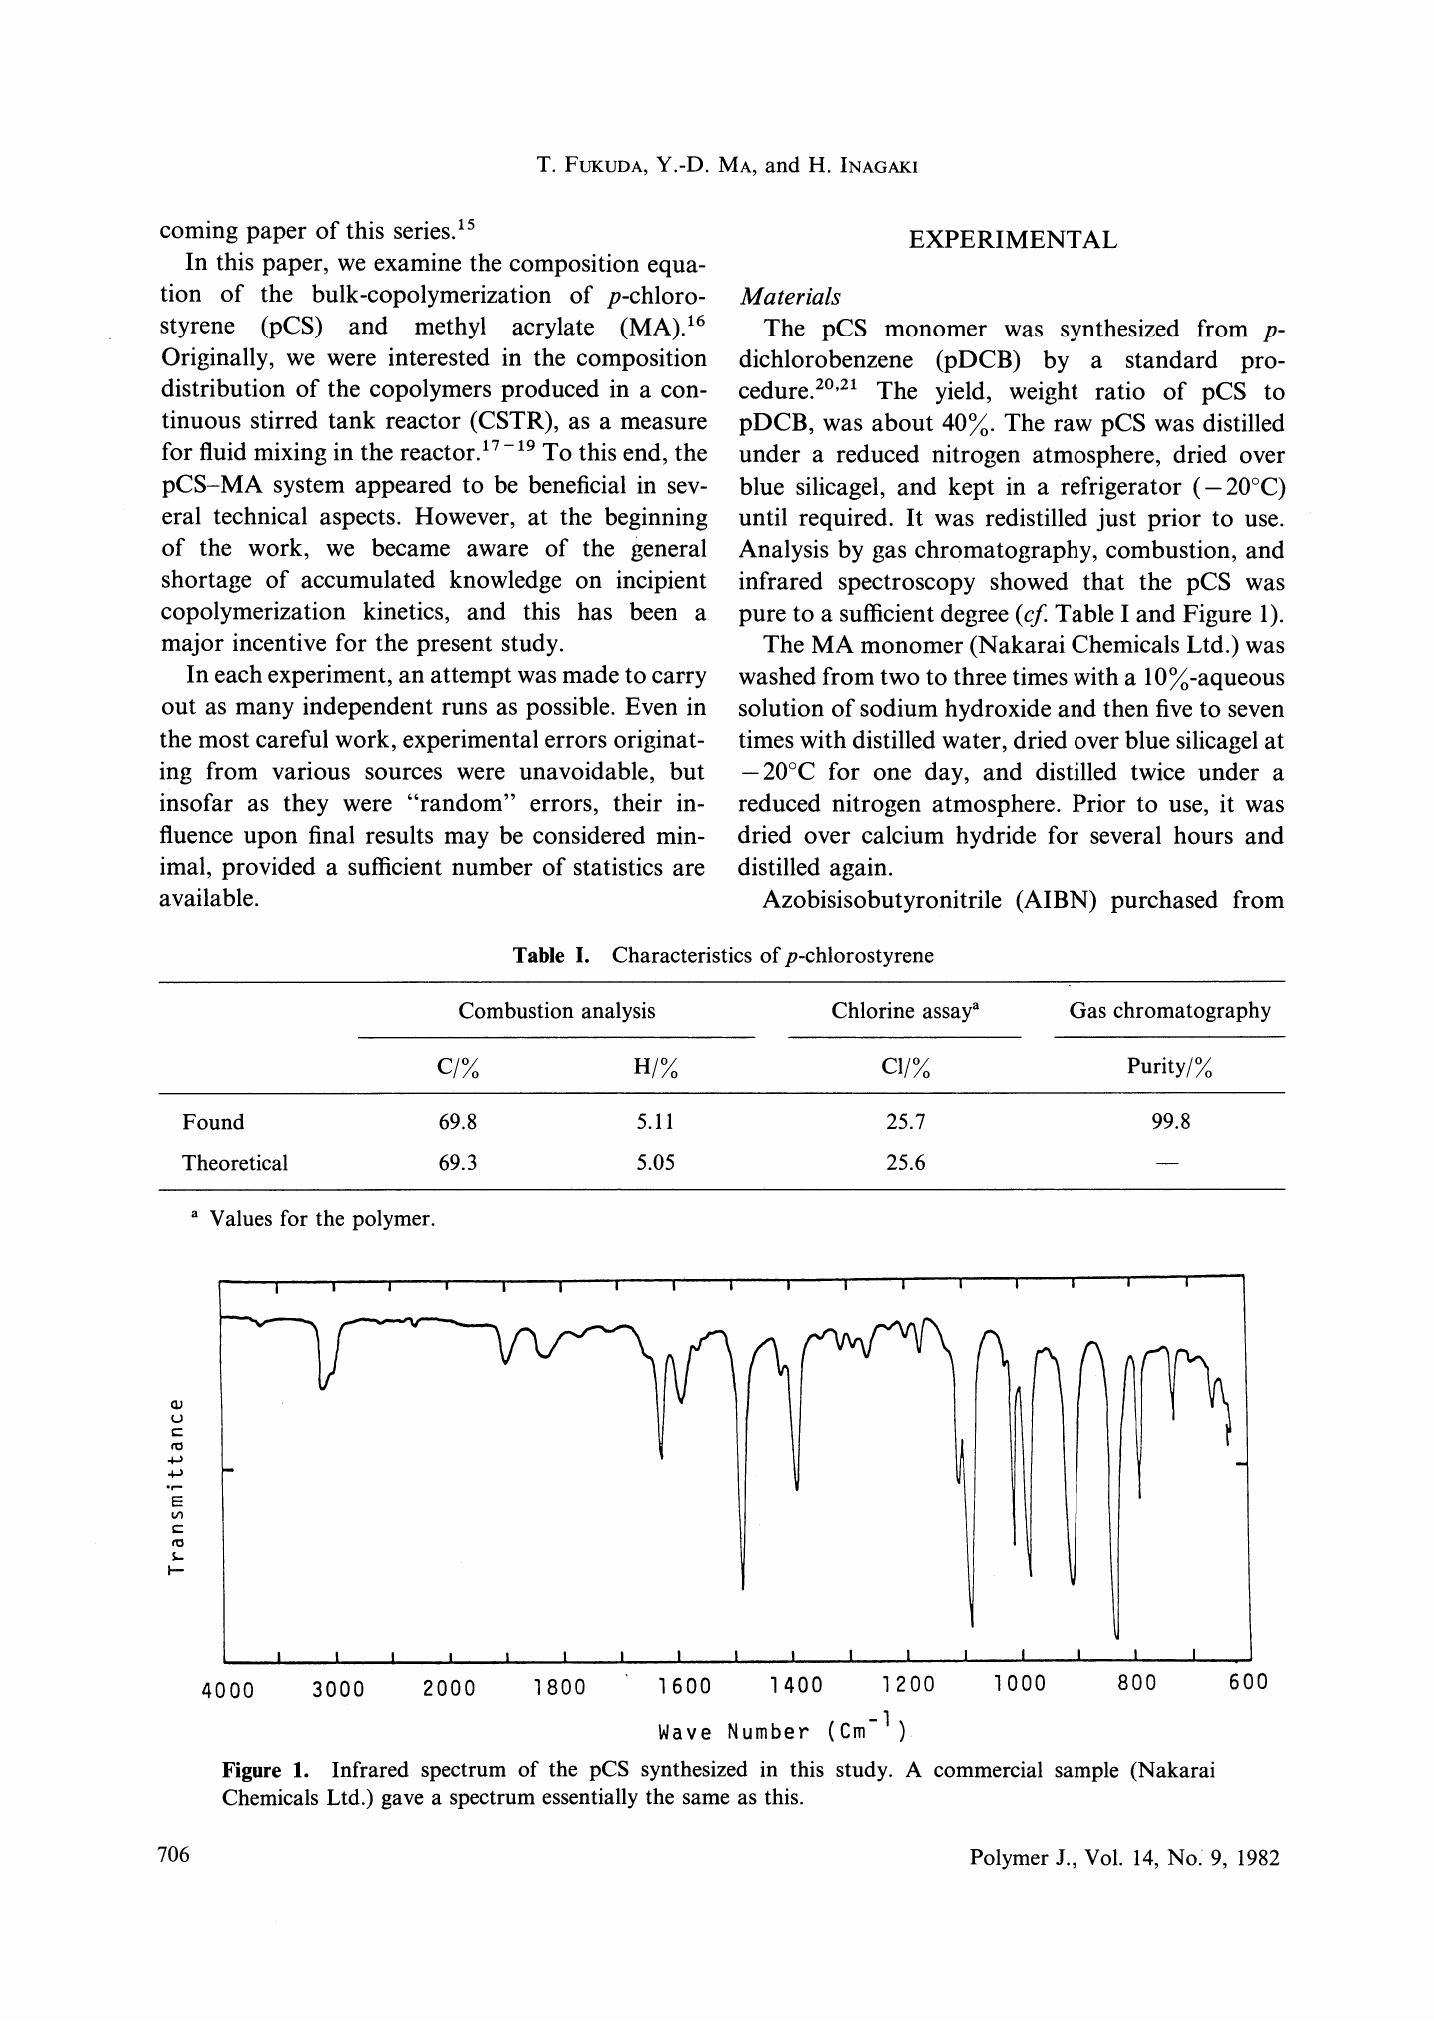 T. FUKUDA, Y.-D. MA, and H. INAGAKI
coming paper of this series.¹⁵
In this paper, we examine the composition equa-
tion of the bulk-copolymerization of p-chloro-
styrene (pCS) and methyl acrylate (MA).¹⁶
Originally, we were interested in the composition
distribution of the copolymers produced in a con-
tinuous stirred tank reactor (CSTR), as a measure
for fluid mixing in the reactor.¹⁷⁻¹⁹ To this end, the
pCS–MA system appeared to be beneficial in sev-
eral technical aspects. However, at the beginning
of the work, we became aware of the general
shortage of accumulated knowledge on incipient
copolymerization kinetics, and this has been a
major incentive for the present study.
In each experiment, an attempt was made to carry
out as many independent runs as possible. Even in
the most careful work, experimental errors originat-
ing from various sources were unavoidable, but
insofar as they were “random” errors, their in-
fluence upon final results may be considered min-
imal, provided a sufficient number of statistics are
available.
EXPERIMENTAL
Materials
The pCS monomer was synthesized from p-
dichlorobenzene (pDCB) by a standard pro-
cedure.²⁰,²¹ The yield, weight ratio of pCS to
pDCB, was about 40%. The raw pCS was distilled
under a reduced nitrogen atmosphere, dried over
blue silicagel, and kept in a refrigerator (−20°C)
until required. It was redistilled just prior to use.
Analysis by gas chromatography, combustion, and
infrared spectroscopy showed that the pCS was
pure to a sufficient degree (cf. Table I and Figure 1).
The MA monomer (Nakarai Chemicals Ltd.) was
washed from two to three times with a 10%-aqueous
solution of sodium hydroxide and then five to seven
times with distilled water, dried over blue silicagel at
−20°C for one day, and distilled twice under a
reduced nitrogen atmosphere. Prior to use, it was
dried over calcium hydride for several hours and
distilled again.
Azobisisobutyronitrile (AIBN) purchased from
Table I. Characteristics of p-chlorostyrene
Combustion analysis Chlorine assayᵃ Gas chromatography
C/% H/% Cl/% Purity/%
Found 69.8 5.11 25.7 99.8
Theoretical 69.3 5.05 25.6 —
ᵃ Values for the polymer.
Transmittance
4000 3000 2000 1800 1600 1400 1200 1000 800 600
Wave Number (Cm⁻¹)
Figure 1. Infrared spectrum of the pCS synthesized in this study. A commercial sample (Nakarai
Chemicals Ltd.) gave a spectrum essentially the same as this.
706
Polymer J., Vol. 14, No. 9, 1982